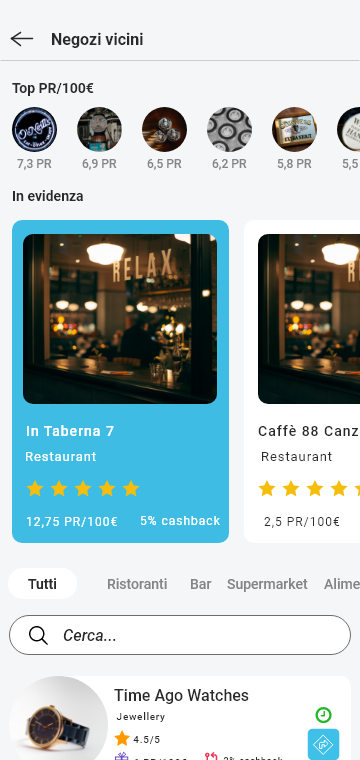 Negozi vicini
Top PR/100€
7,3 PR
6,9 PR
6,5 PR
6,2 PR
5,8 PR
5,5
In evidenza
RELAX
REL
In Taberna 7
Restaurant
12,75 PR/100€
5% cashback
Caffè 88 Canz
Restaurant
2,5 PR/100€
Tutti
Ristoranti
Bar
Supermarket
Alime
Cerca...
Time Ago Watches
Jewellery
4.5/5
2% cashback